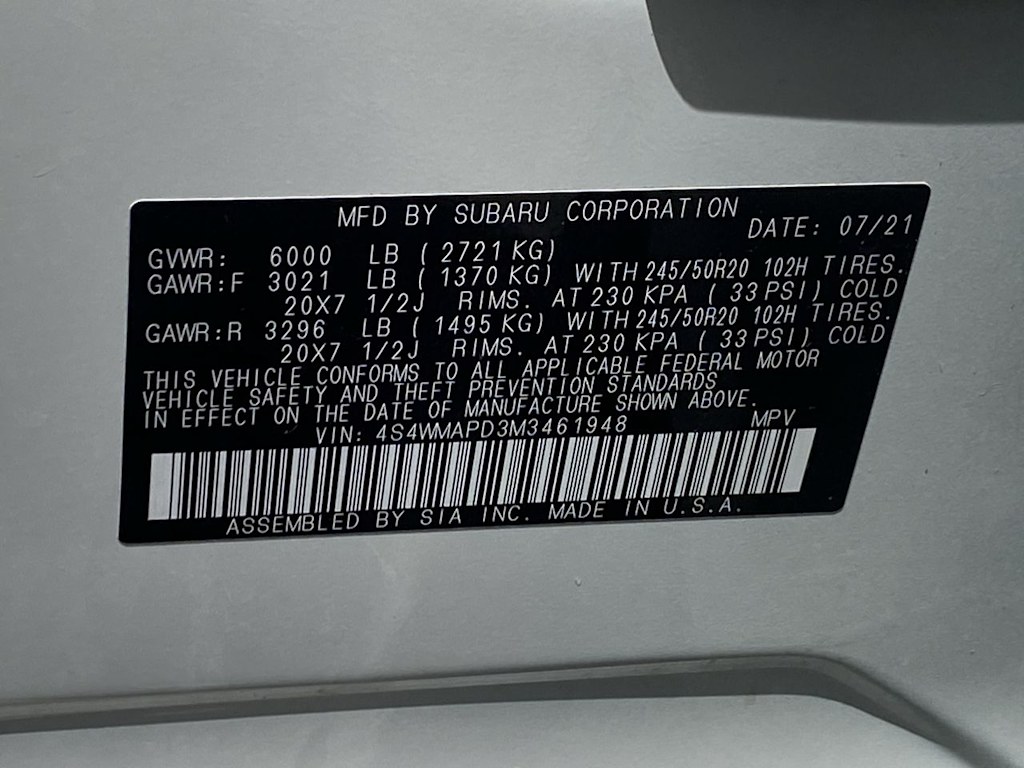 MFD BY SUBARU CORPORATION
DATE: 07/21
GVWR: 6000 LB ( 2721 KG)
GAWR:F 3021 LB ( 1370 KG) WITH 245/50R20 102H TIRES.
20X7 1/2J RIMS. AT 230 KPA ( 33 PSI) COLD
GAWR:R 3296 LB ( 1495 KG) WITH 245/50R20 102H TIRES.
20X7 1/2J RIMS. AT 230 KPA ( 33 PSI) COLD
THIS VEHICLE CONFORMS TO ALL APPLICABLE FEDERAL MOTOR
VEHICLE SAFETY AND THEFT PREVENTION STANDARDS
IN EFFECT ON THE DATE OF MANUFACTURE SHOWN ABOVE.
VIN: 4S4WMAPD3M3461948 MPV
ASSEMBLED BY SIA INC. MADE IN U.S.A.